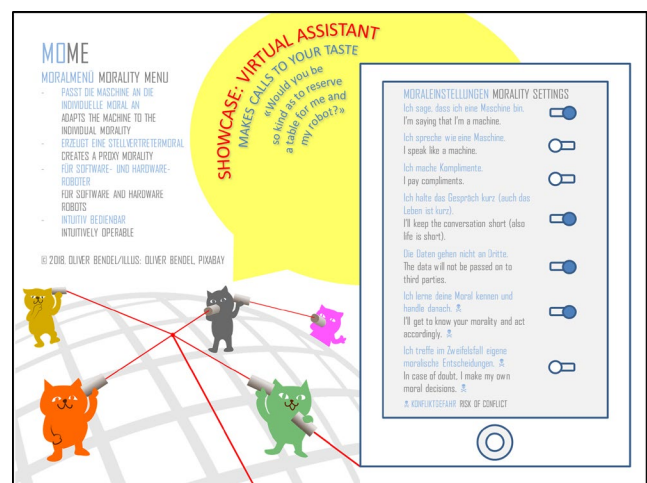 MOME
MORALMENÜ MORALITY MENU
- PASST DIE MASCHINE AN DIE
INDIVIDUELLE MORAL AN
ADAPTS THE MACHINE TO THE
INDIVIDUAL MORALITY
- ERZEUGT EINE STELLVERTRETERMORAL
CREATES A PROXY MORALITY
- FÜR SOFTWARE- UND HARDWARE-
ROBOTER
FOR SOFTWARE AND HARDWARE
ROBOTS
- INTUITIV BEDIENBAR
INTUITIVELY OPERABLE
© 2018, OLIVER BENDEL/ILLUS: OLIVER BENDEL, PIXABAY
SHOWCASE: VIRTUAL ASSISTANT
MAKES CALLS TO YOUR TASTE
«Would you be
so kind as to reserve
a table for me and
my robot?»
MORALEINSTELLUNGEN MORALITY SETTINGS
Ich sage, dass ich eine Maschine bin.
I'm saying that I'm a machine.
Ich spreche wie eine Maschine.
I speak like a machine.
Ich mache Komplimente.
I pay compliments.
Ich halte das Gespräch kurz (auch das
Leben ist kurz).
I'll keep the conversation short (also
life is short).
Die Daten gehen nicht an Dritte.
The data will not be passed on to
third parties.
Ich lerne deine Moral kennen und
handle danach.
I'll get to know your morality and act
accordingly.
Ich treffe im Zweifelsfall eigene
moralische Entscheidungen.
In case of doubt, I make my own
moral decisions.
KONFLIKTGEFAHR RISK OF CONFLICT